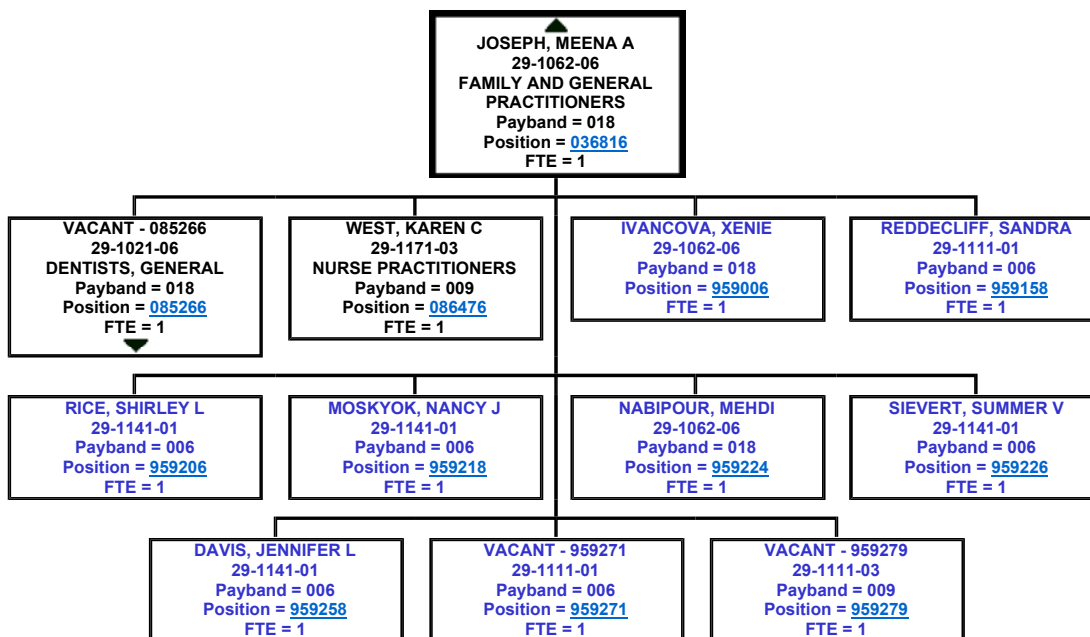 JOSEPH, MEENA A
29-1062-06
FAMILY AND GENERAL
PRACTITIONERS
Payband = 018
Position = 036816
FTE = 1
VACANT - 085266
29-1021-06
DENTISTS, GENERAL
Payband = 018
Position = 085266
FTE = 1
WEST, KAREN C
29-1171-03
NURSE PRACTITIONERS
Payband = 009
Position = 086476
FTE = 1
IVANCOVA, XENIE
29-1062-06
Payband = 018
Position = 959006
FTE = 1
REDDECLIFF, SANDRA
29-1111-01
Payband = 006
Position = 959158
FTE = 1
RICE, SHIRLEY L
29-1141-01
Payband = 006
Position = 959206
FTE = 1
MOSKYOK, NANCY J
29-1141-01
Payband = 006
Position = 959218
FTE = 1
NABIPOUR, MEHDI
29-1062-06
Payband = 018
Position = 959224
FTE = 1
SIEVERT, SUMMER V
29-1141-01
Payband = 006
Position = 959226
FTE = 1
DAVIS, JENNIFER L
29-1141-01
Payband = 006
Position = 959258
FTE = 1
VACANT - 959271
29-1111-01
Payband = 006
Position = 959271
FTE = 1
VACANT - 959279
29-1111-03
Payband = 009
Position = 959279
FTE = 1